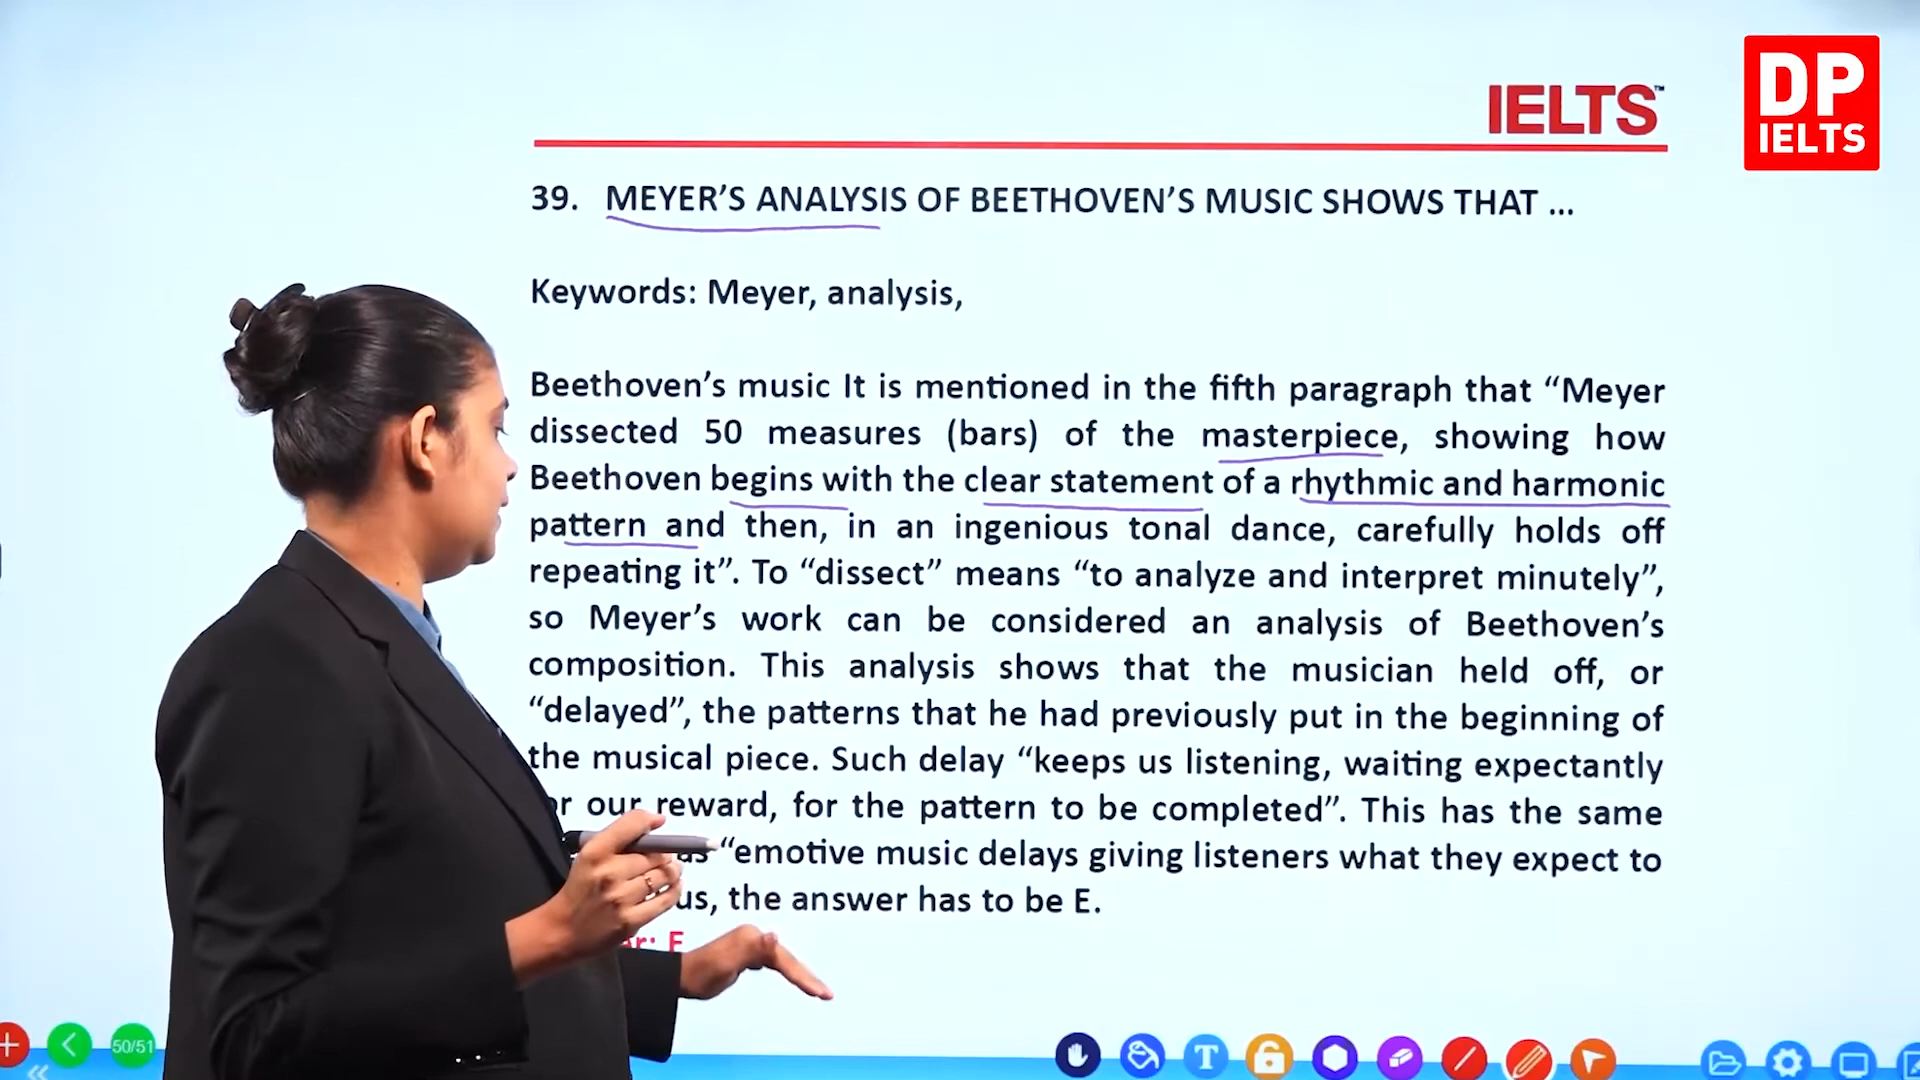 DP
IELTS
IELTS™
39. MEYER’S ANALYSIS OF BEETHOVEN’S MUSIC SHOWS THAT ...
Keywords: Meyer, analysis,
Beethoven’s music It is mentioned in the fifth paragraph that “Meyer
dissected 50 measures (bars) of the masterpiece, showing how
Beethoven begins with the clear statement of a rhythmic and harmonic
pattern and then, in an ingenious tonal dance, carefully holds off
repeating it”. To “dissect” means “to analyze and interpret minutely”,
so Meyer’s work can be considered an analysis of Beethoven’s
composition. This analysis shows that the musician held off, or
“delayed”, the patterns that he had previously put in the beginning of
the musical piece. Such delay “keeps us listening, waiting expectantly
our reward, for the pattern to be completed”. This has the same
as “emotive music delays giving listeners what they expect to
the answer has to be E.
E
50/51
T